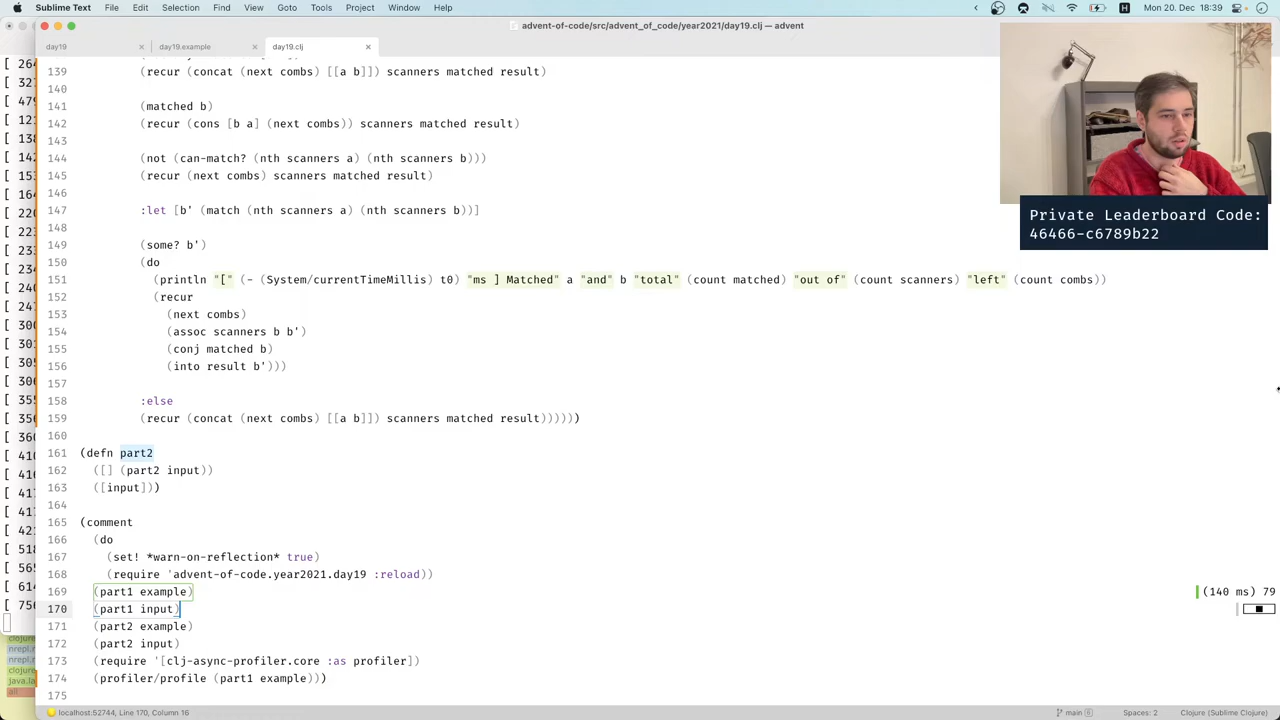 Sublime Text File Edit Selection Find View Goto Tools Project Window Help Mo 20. Dec 18:39
advent-of-code/src/advent_of_code/year2021/day19.clj — advent
day19 × day19.example × day19.clj ×
139 (recur (concat (next combs) [[a b]]) scanners matched result)
140
141 (matched b)
142 (recur (cons [b a] (next combs)) scanners matched result)
143
144 (not (can-match? (nth scanners a) (nth scanners b)))
145 (recur (next combs) scanners matched result)
146
147 :let [b' (match (nth scanners a) (nth scanners b))]
148
149 (some? b')
150 (do
151 (println "[" (- (System/currentTimeMillis) t0) "ms ] Matched" a "and" b "total" (count matched) "out of" (count scanners) "left" (count combs))
152 (recur
153 (next combs)
154 (assoc scanners b b')
155 (conj matched b)
156 (into result b')))
157
158 :else
159 (recur (concat (next combs) [[a b]]) scanners matched result))))))
160
161 (defn part2
162 ([] (part2 input))
163 ([input]))
164
165 (comment
166 (do
167 (set! *warn-on-reflection* true)
168 (require 'advent-of-code.year2021.day19 :reload))
169 (part1 example) (140 ms) 79
170 (part1 input)
171 (part2 example)
172 (part2 input)
173 (require '[clj-async-profiler.core :as profiler])
174 (profiler/profile (part1 example)))
175
Private Leaderboard Code:
46466-c6789b22
localhost:52744, Line 170, Column 16 main 6 Spaces: 2 Clojure (Sublime Clojure)